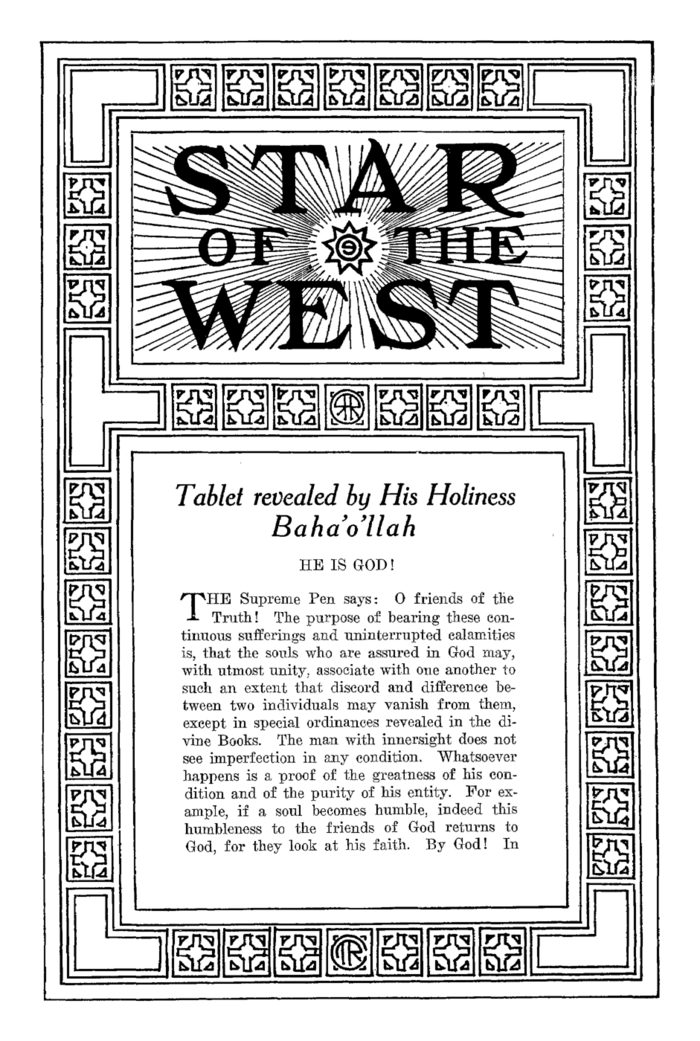 STAR
OF THE
WEST
Tablet revealed by His Holiness
Baha'o'llah
HE IS GOD!
THE Supreme Pen says: O friends of the
Truth! The purpose of bearing these con-
tinuous sufferings and uninterrupted calamities
is, that the souls who are assured in God may,
with utmost unity, associate with one another to
such an extent that discord and difference be-
tween two individuals may vanish from them,
except in special ordinances revealed in the di-
vine Books. The man with innersight does not
see imperfection in any condition. Whatsoever
happens is a proof of the greatness of his con-
dition and of the purity of his entity. For ex-
ample, if a soul becomes humble, indeed this
humbleness to the friends of God returns to
God, for they look at his faith. By God! In